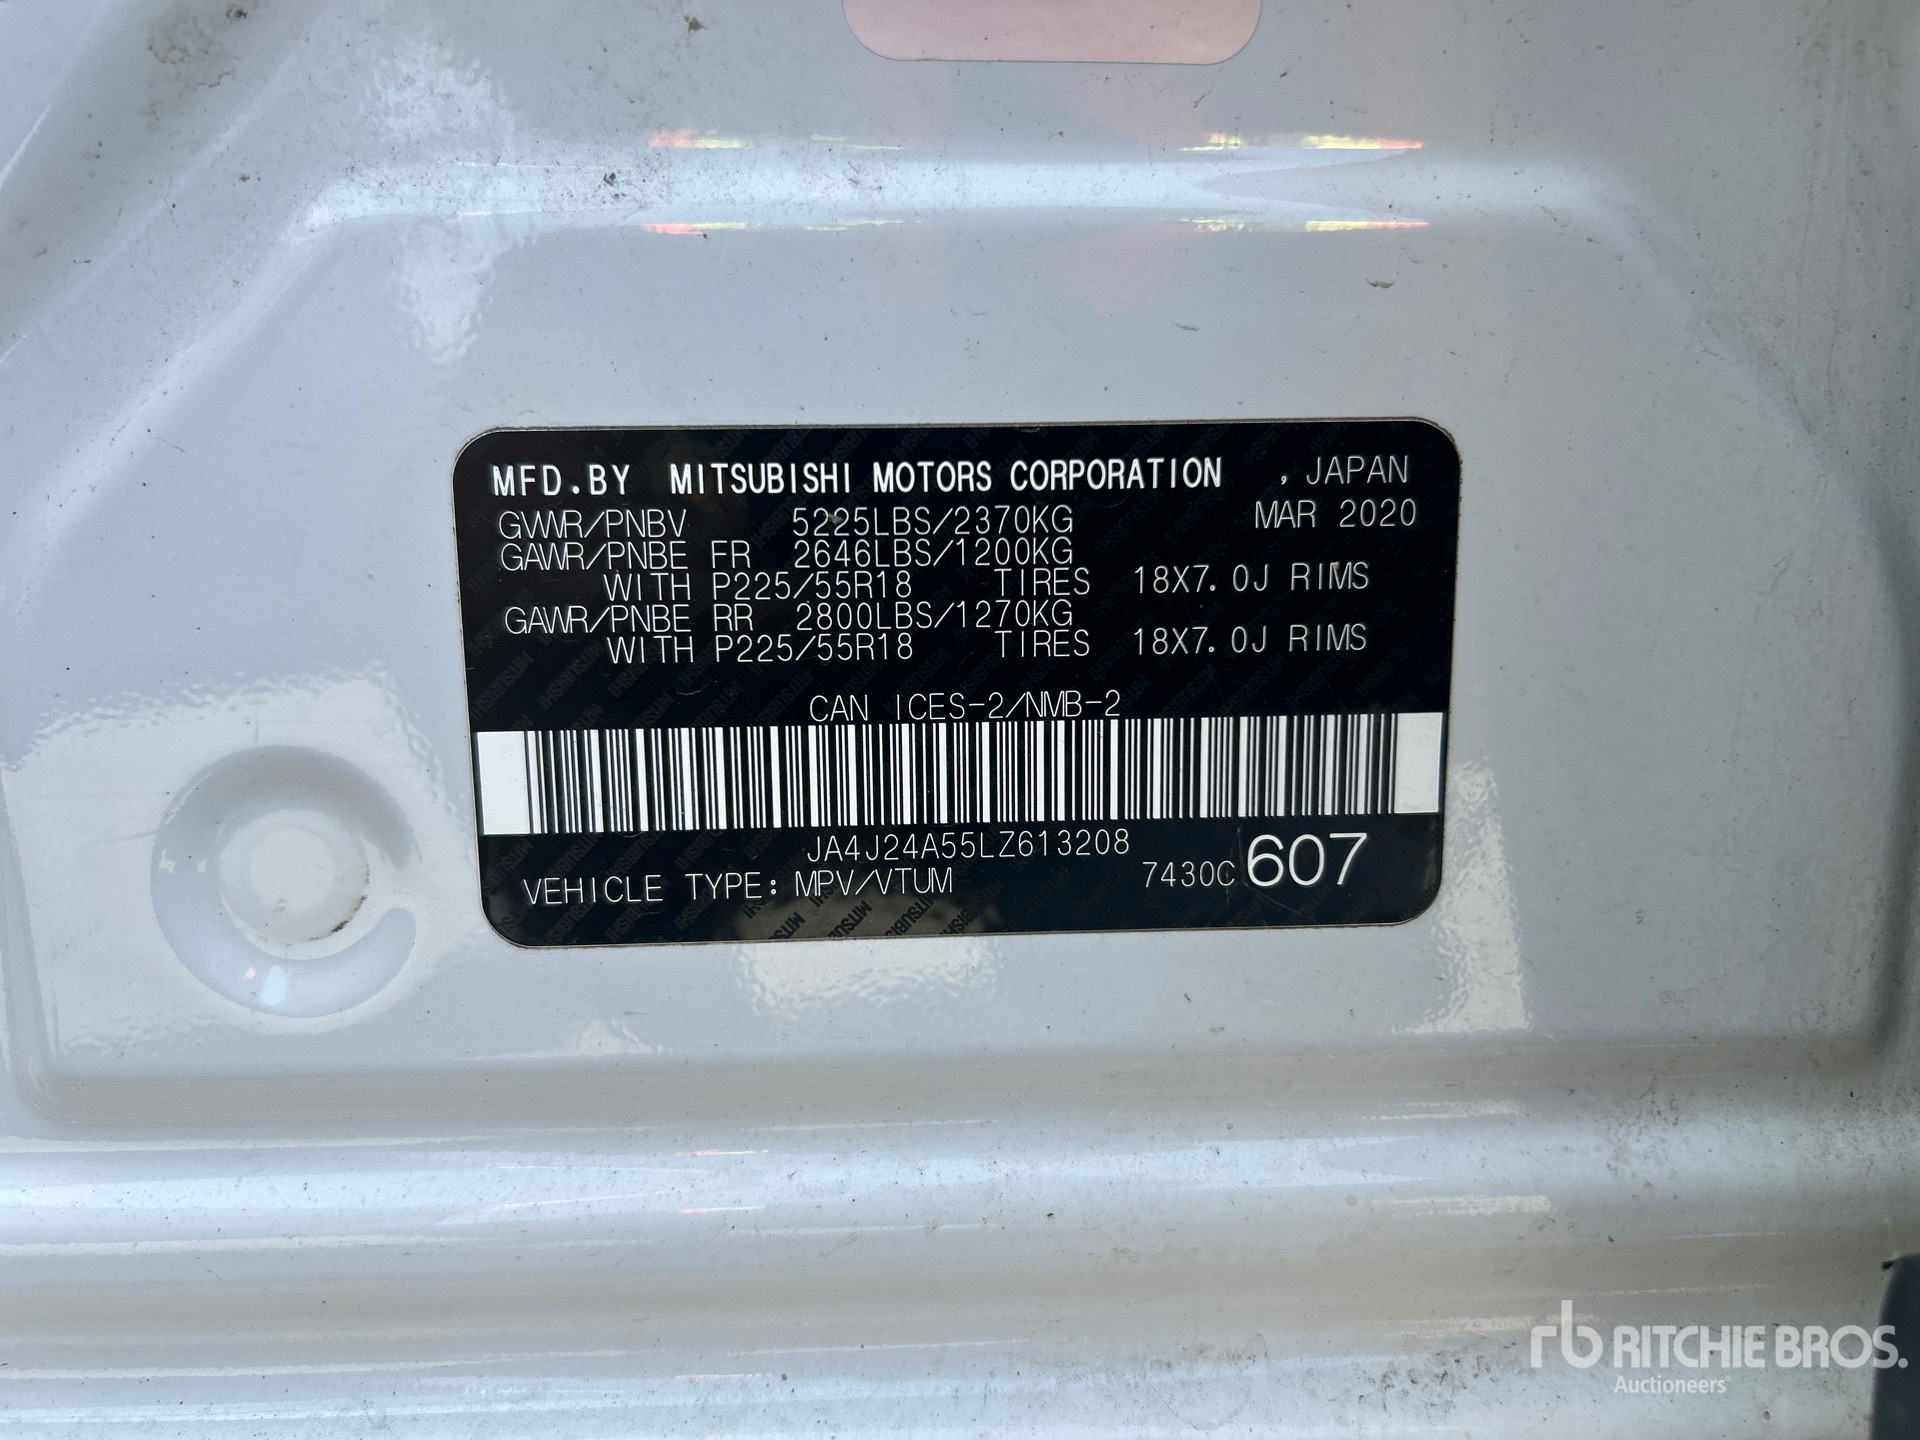 MFD.BY MITSUBISHI MOTORS CORPORATION , JAPAN
GVWR/PNBV 5225LBS/2370KG MAR 2020
GAWR/PNBE FR 2646LBS/1200KG
WITH P225/55R18 TIRES 18X7.0J RIMS
GAWR/PNBE RR 2800LBS/1270KG
WITH P225/55R18 TIRES 18X7.0J RIMS
CAN ICES-2/NMB-2
JA4J24A55LZ613208
VEHICLE TYPE: MPV/VTUM 7430C 607
rb RITCHIE BROS.
Auctioneers